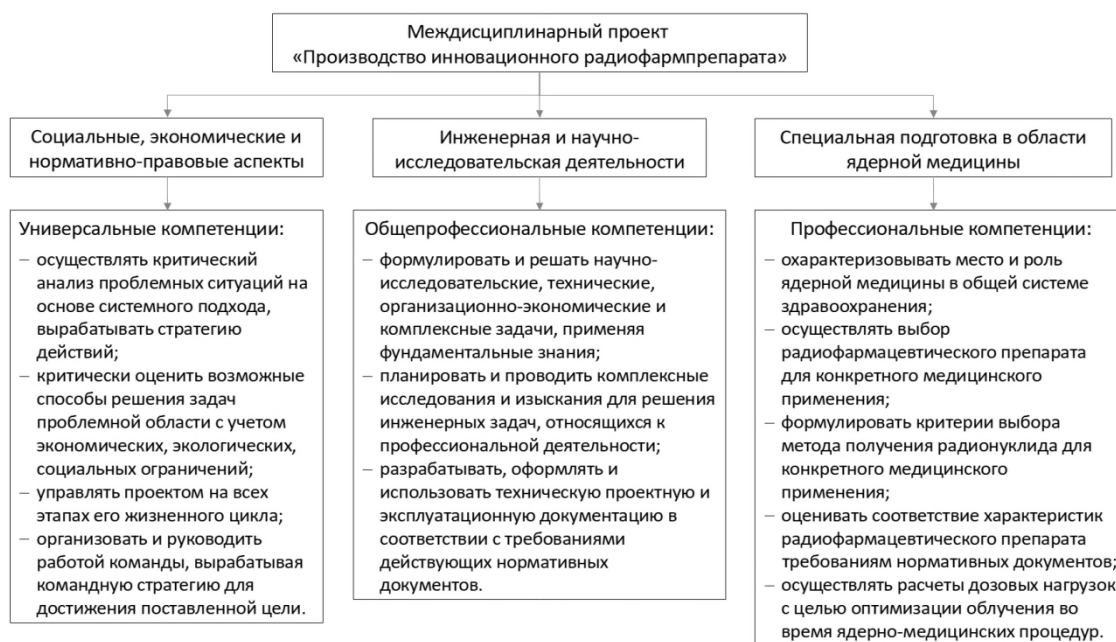 Междисциплинарный проект
«Производство инновационного радиофармпрепарата»
Социальные, экономические и
нормативно-правовые аспекты
Инженерная и научно-
исследовательская деятельности
Специальная подготовка в области
ядерной медицины
Универсальные компетенции:
– осуществлять критический
анализ проблемных ситуаций на
основе системного подхода,
вырабатывать стратегию
действий;
– критически оценить возможные
способы решения задач
проблемной области с учетом
экономических, экологических,
социальных ограничений;
– управлять проектом на всех
этапах его жизненного цикла;
– организовать и руководить
работой команды, вырабатывая
командную стратегию для
достижения поставленной цели.
Общепрофессиональные компетенции:
– формулировать и решать научно-
исследовательские, технические,
организационно-экономические и
комплексные задачи, применяя
фундаментальные знания;
– планировать и проводить комплексные
исследования и изыскания для решения
инженерных задач, относящихся к
профессиональной деятельности;
– разрабатывать, оформлять и
использовать техническую проектную и
эксплуатационную документацию в
соответствии с требованиями
действующих нормативных
документов.
Профессиональные компетенции:
– охарактеризовывать место и роль
ядерной медицины в общей системе
здравоохранения;
– осуществлять выбор
радиофармацевтического препарата
для конкретного медицинского
применения;
– формулировать критерии выбора
метода получения радионуклида для
конкретного медицинского
применения;
– оценивать соответствие характеристик
радиофармацевтического препарата
требованиям нормативных документов;
– осуществлять расчеты дозовых нагрузок
с целью оптимизации облучения во
время ядерно-медицинских процедур.